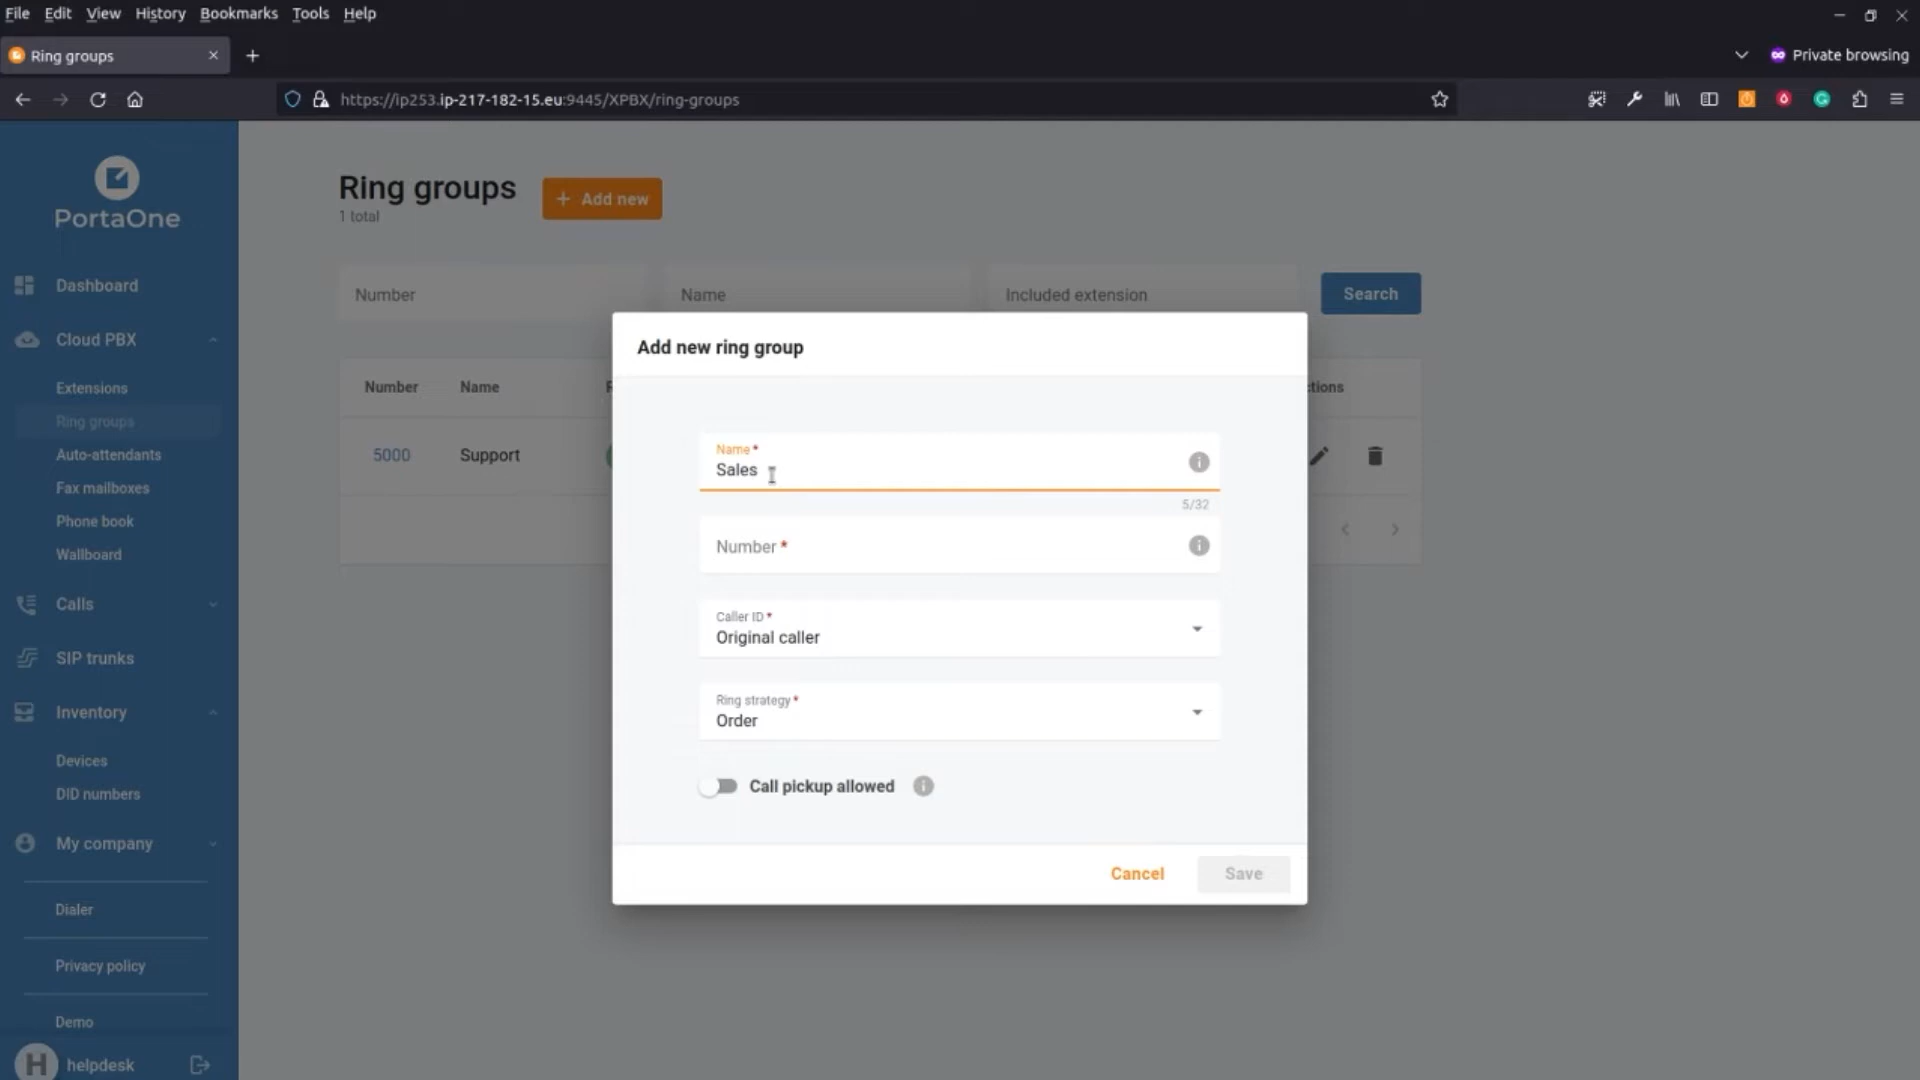 File Edit View History Bookmarks Tools Help
Ring groups
Private browsing
https://ip253.ip-217-182-15.eu:9445/XPBX/ring-groups
PortaOne
Dashboard
Cloud PBX
Extensions
Ring groups
Auto-attendants
Fax mailboxes
Phone book
Wallboard
Calls
SIP trunks
Inventory
Devices
DID numbers
My company
Dialer
Privacy policy
Demo
H helpdesk
Ring groups
1 total
+ Add new
Number Name Included extension Search
Number Name
5000 Support
Add new ring group
Name *
Sales
5/32
Number *
Caller ID *
Original caller
Ring strategy *
Order
Call pickup allowed
Cancel Save